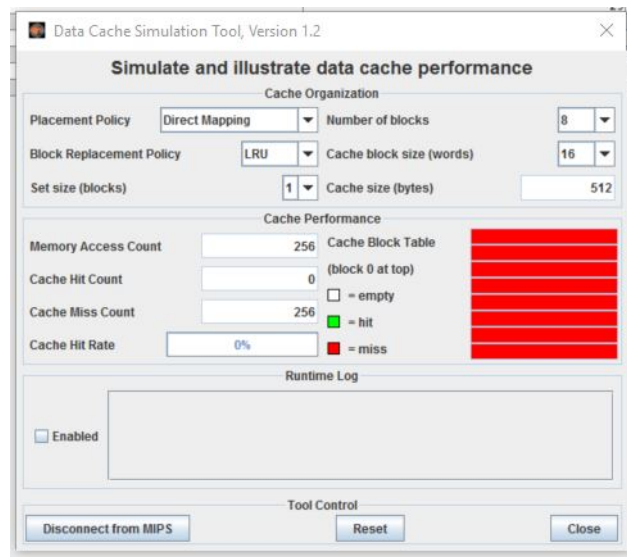 Data Cache Simulation Tool, Version 1.2
Simulate and illustrate data cache performance
Cache Organization
Placement Policy Direct Mapping Number of blocks 8
Block Replacement Policy LRU Cache block size (words) 16
Set size (blocks) 1 Cache size (bytes) 512
Cache Performance
Memory Access Count 256 Cache Block Table
(block 0 at top)
Cache Hit Count 0
= empty
Cache Miss Count 256
= hit
Cache Hit Rate 0%
= miss
Runtime Log
Enabled
Tool Control
Disconnect from MIPS Reset Close